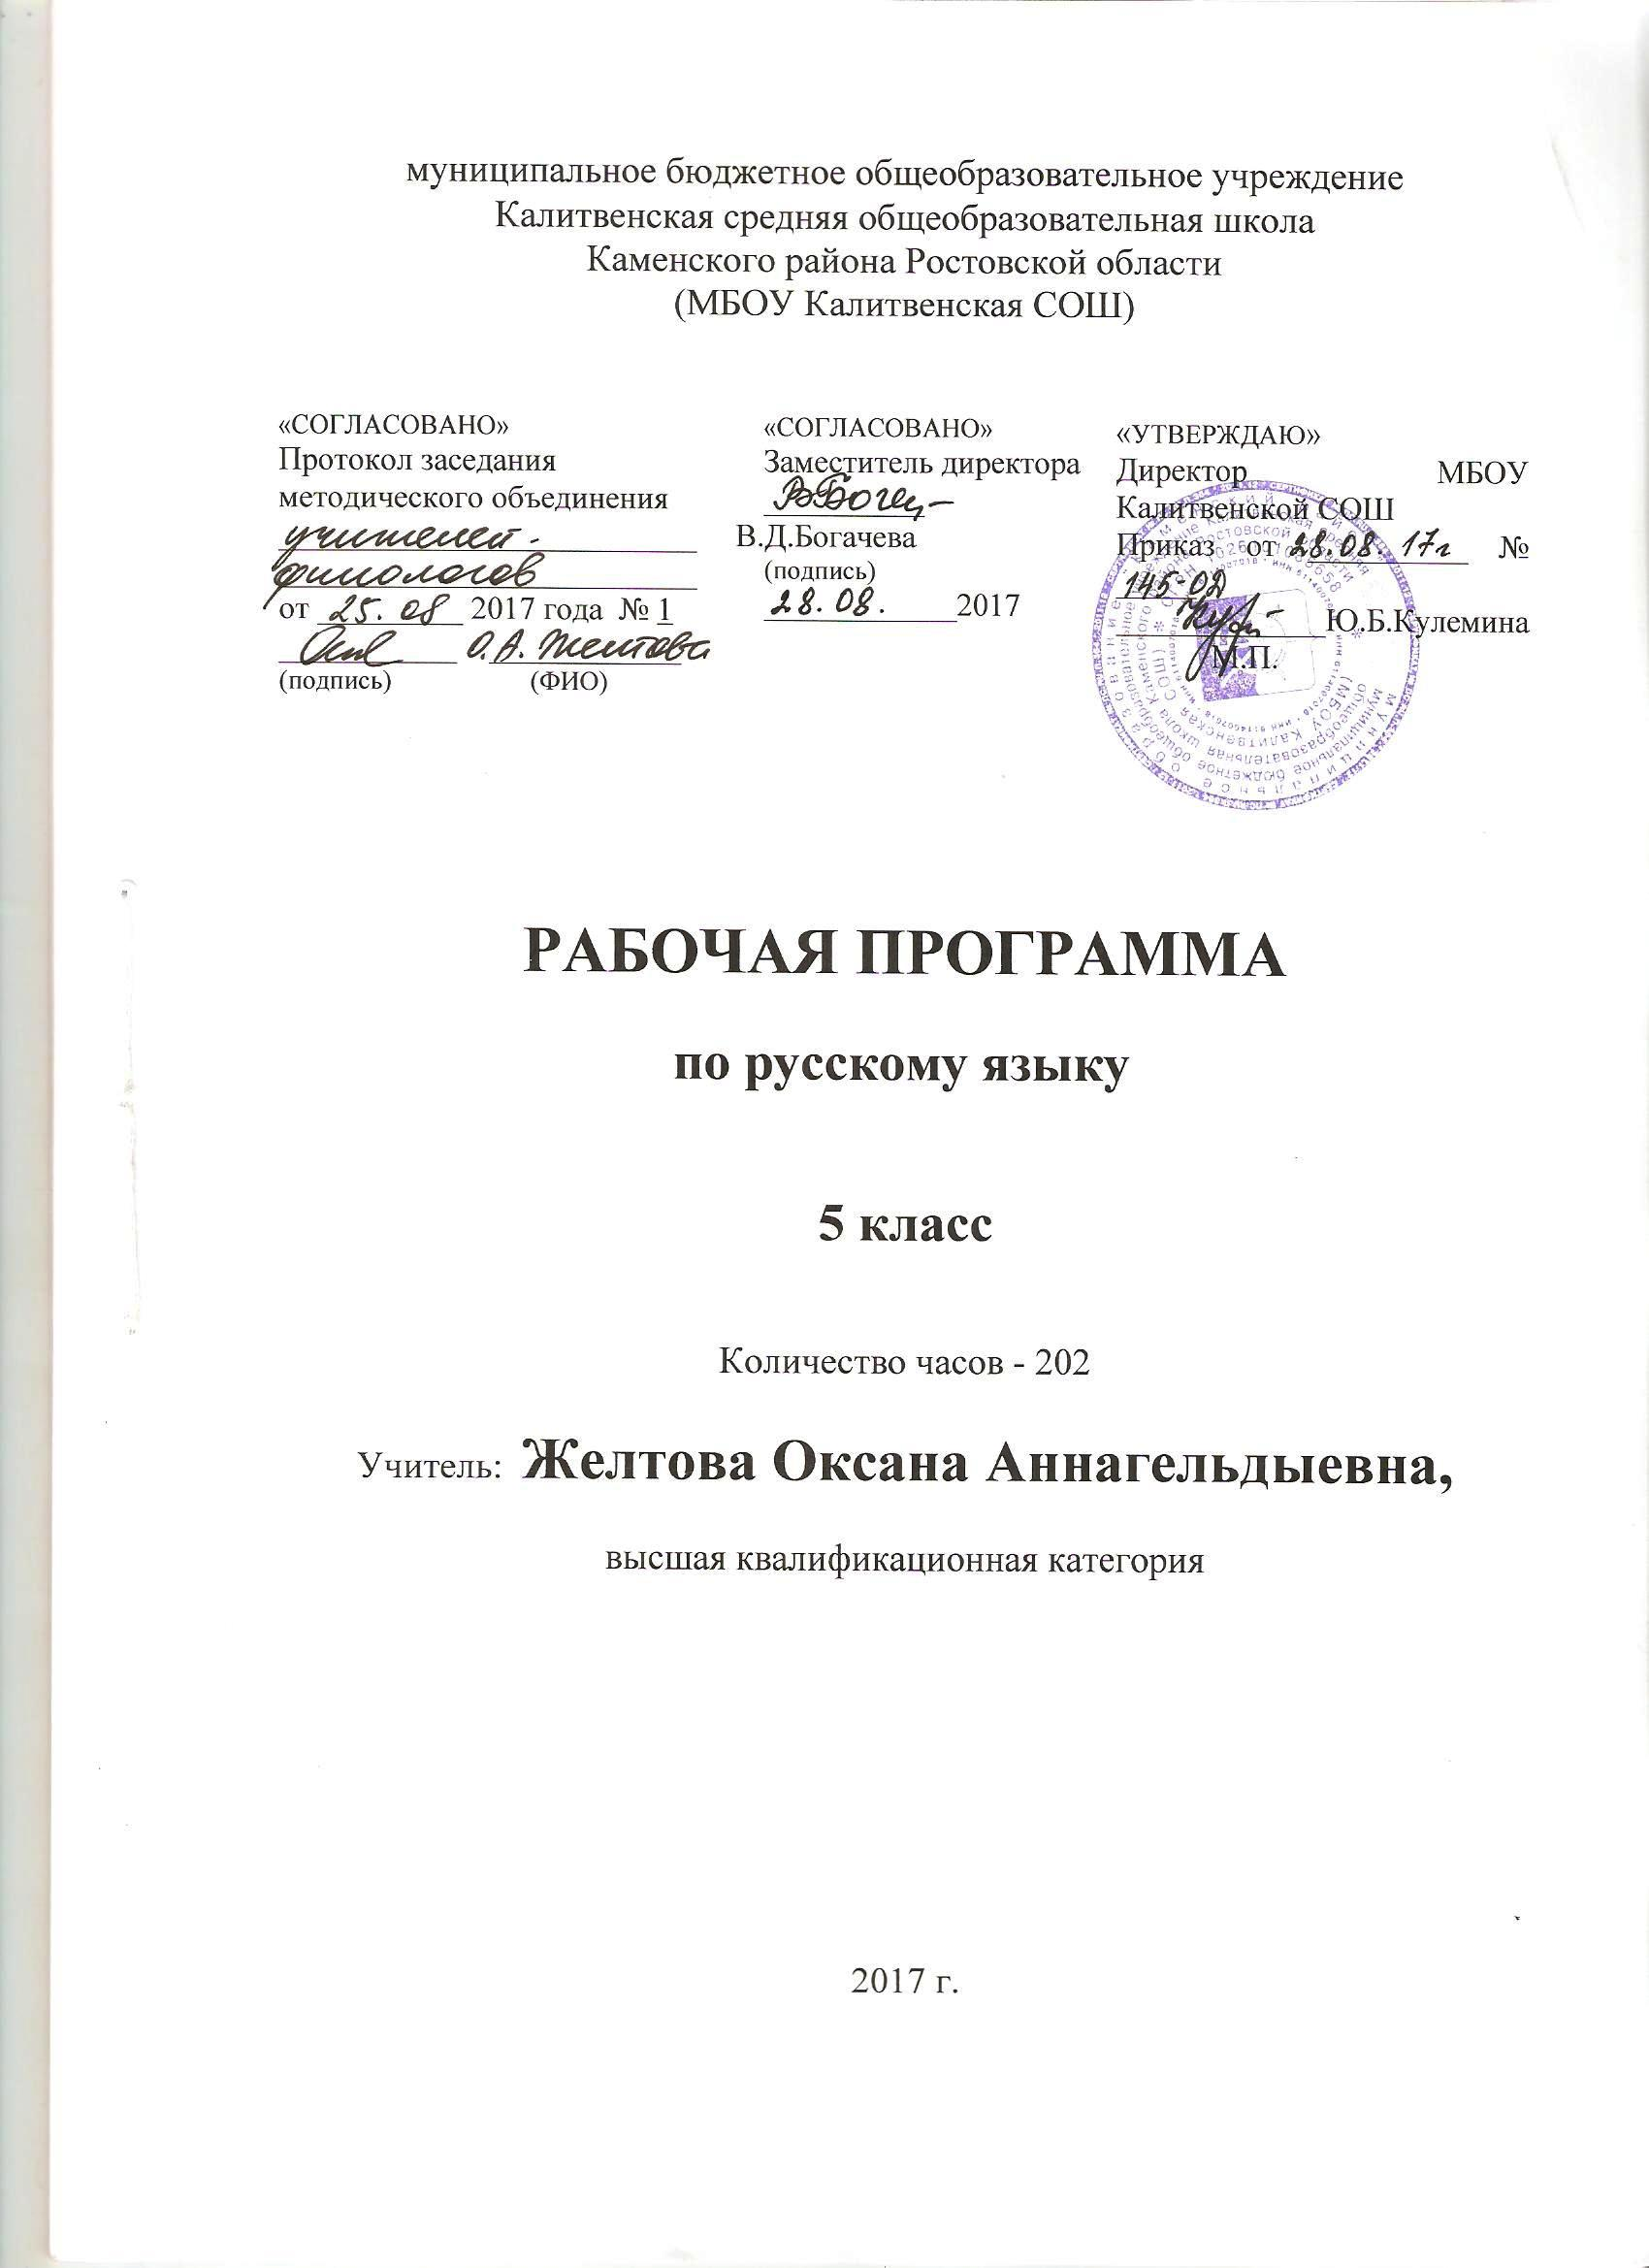 муниципальное бюджетное общеобразовательное учреждение
Калитвенская средняя общеобразовательная школа
Каменского района Ростовской области
(МБОУ Калитвенская СОШ)
«СОГЛАСОВАНО»
Протокол заседания
методического объединения
учителей-
филологов
от 25.08 2017 года № 1
О.А. Желтова
(подпись) (ФИО)
«СОГЛАСОВАНО»
Заместитель директора
В.Д.Богачева
(подпись)
28.08. 2017
«УТВЕРЖДАЮ»
Директор МБОУ
Калитвенской СОШ
Приказ от 28.08.17г №
145-ОД
Ю.Б.Кулемина
М.П.
РАБОЧАЯ ПРОГРАММА
по русскому языку
5 класс
Количество часов - 202
Учитель: Желтова Оксана Аннагельдыевна,
высшая квалификационная категория
2017 г.